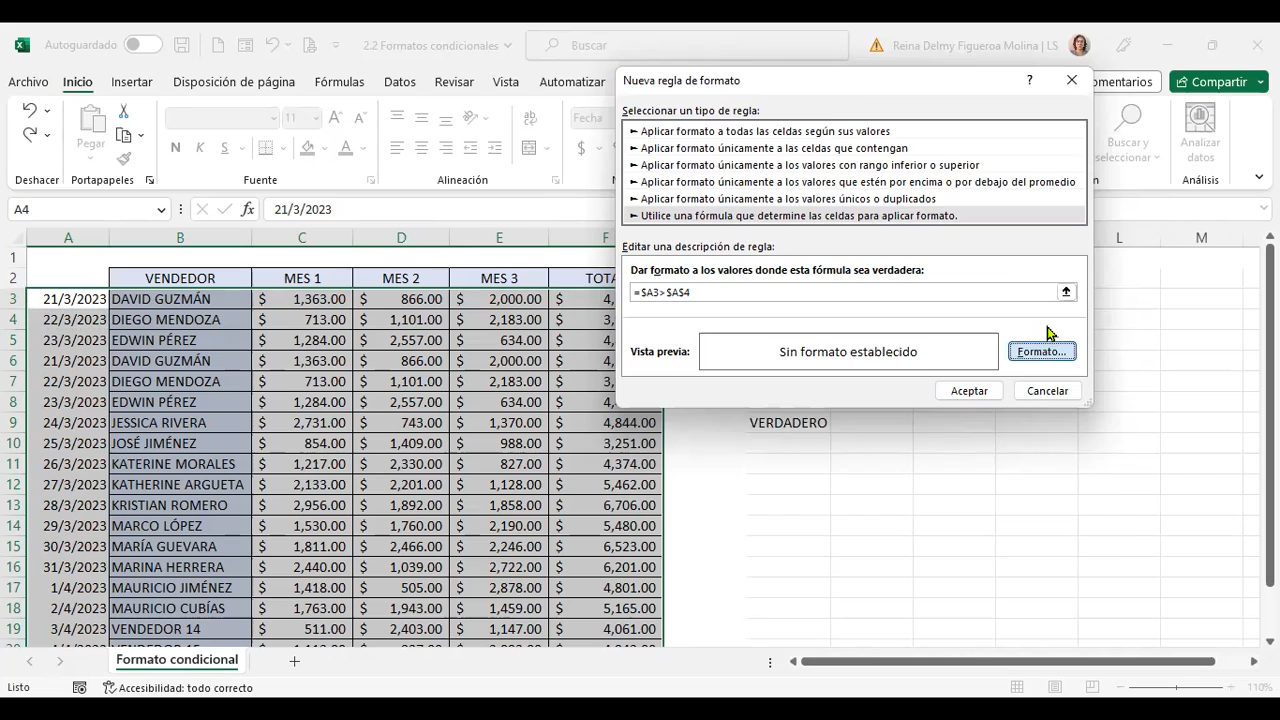 Autoguardado
2.2 Formatos condicionales
Buscar
Reina Delmy Figueroa Molina | LS
Archivo Inicio Insertar Disposición de página Fórmulas Datos Revisar Vista Automatizar
omentarios
Compartir
Pegar
N K S
11
Fecha
$
Buscar y
seleccionar
Analizar
datos
Deshacer Portapapeles Fuente Alineación Análisis
A4
fx
21/3/2023
Nueva regla de formato
?
Seleccionar un tipo de regla:
► Aplicar formato a todas las celdas según sus valores
► Aplicar formato únicamente a las celdas que contengan
► Aplicar formato únicamente a los valores con rango inferior o superior
► Aplicar formato únicamente a los valores que estén por encima o por debajo del promedio
► Aplicar formato únicamente a los valores únicos o duplicados
► Utilice una fórmula que determine las celdas para aplicar formato.
Editar una descripción de regla:
Dar formato a los valores donde esta fórmula sea verdadera:
=$A3>$A$4
Vista previa:
Sin formato establecido
Formato...
Aceptar
Cancelar
A B C D E F L M
1
2 VENDEDOR MES 1 MES 2 MES 3 TOTA
3 21/3/2023 DAVID GUZMÁN $ 1,363.00 $ 866.00 $ 2,000.00 $ 4,
4 22/3/2023 DIEGO MENDOZA $ 713.00 $ 1,101.00 $ 2,183.00 $ 3,
5 23/3/2023 EDWIN PÉREZ $ 1,284.00 $ 2,557.00 $ 634.00 $ 4,
6 21/3/2023 DAVID GUZMÁN $ 1,363.00 $ 866.00 $ 2,000.00 $ 4,
7 22/3/2023 DIEGO MENDOZA $ 713.00 $ 1,101.00 $ 2,183.00 $ 3,
8 23/3/2023 EDWIN PÉREZ $ 1,284.00 $ 2,557.00 $ 634.00 $ 4,
9 24/3/2023 JESSICA RIVERA $ 2,731.00 $ 743.00 $ 1,370.00 $ 4,844.00 VERDADERO
10 25/3/2023 JOSÉ JIMÉNEZ $ 854.00 $ 1,409.00 $ 988.00 $ 3,251.00
11 26/3/2023 KATERINE MORALES $ 1,217.00 $ 2,330.00 $ 827.00 $ 4,374.00
12 27/3/2023 KATHERINE ARGUETA $ 2,133.00 $ 2,201.00 $ 1,128.00 $ 5,462.00
13 28/3/2023 KRISTIAN ROMERO $ 2,956.00 $ 1,892.00 $ 1,858.00 $ 6,706.00
14 29/3/2023 MARCO LÓPEZ $ 1,530.00 $ 1,760.00 $ 2,190.00 $ 5,480.00
15 30/3/2023 MARÍA GUEVARA $ 1,811.00 $ 2,466.00 $ 2,246.00 $ 6,523.00
16 31/3/2023 MARINA HERRERA $ 2,440.00 $ 1,039.00 $ 2,722.00 $ 6,201.00
17 1/4/2023 MAURICIO JIMÉNEZ $ 1,418.00 $ 505.00 $ 2,878.00 $ 4,801.00
18 2/4/2023 MAURICIO CUBÍAS $ 1,763.00 $ 1,943.00 $ 1,459.00 $ 5,165.00
19 3/4/2023 VENDEDOR 14 $ 511.00 $ 2,403.00 $ 1,147.00 $ 4,061.00
Formato condicional
Listo
Accesibilidad: todo correcto
110%